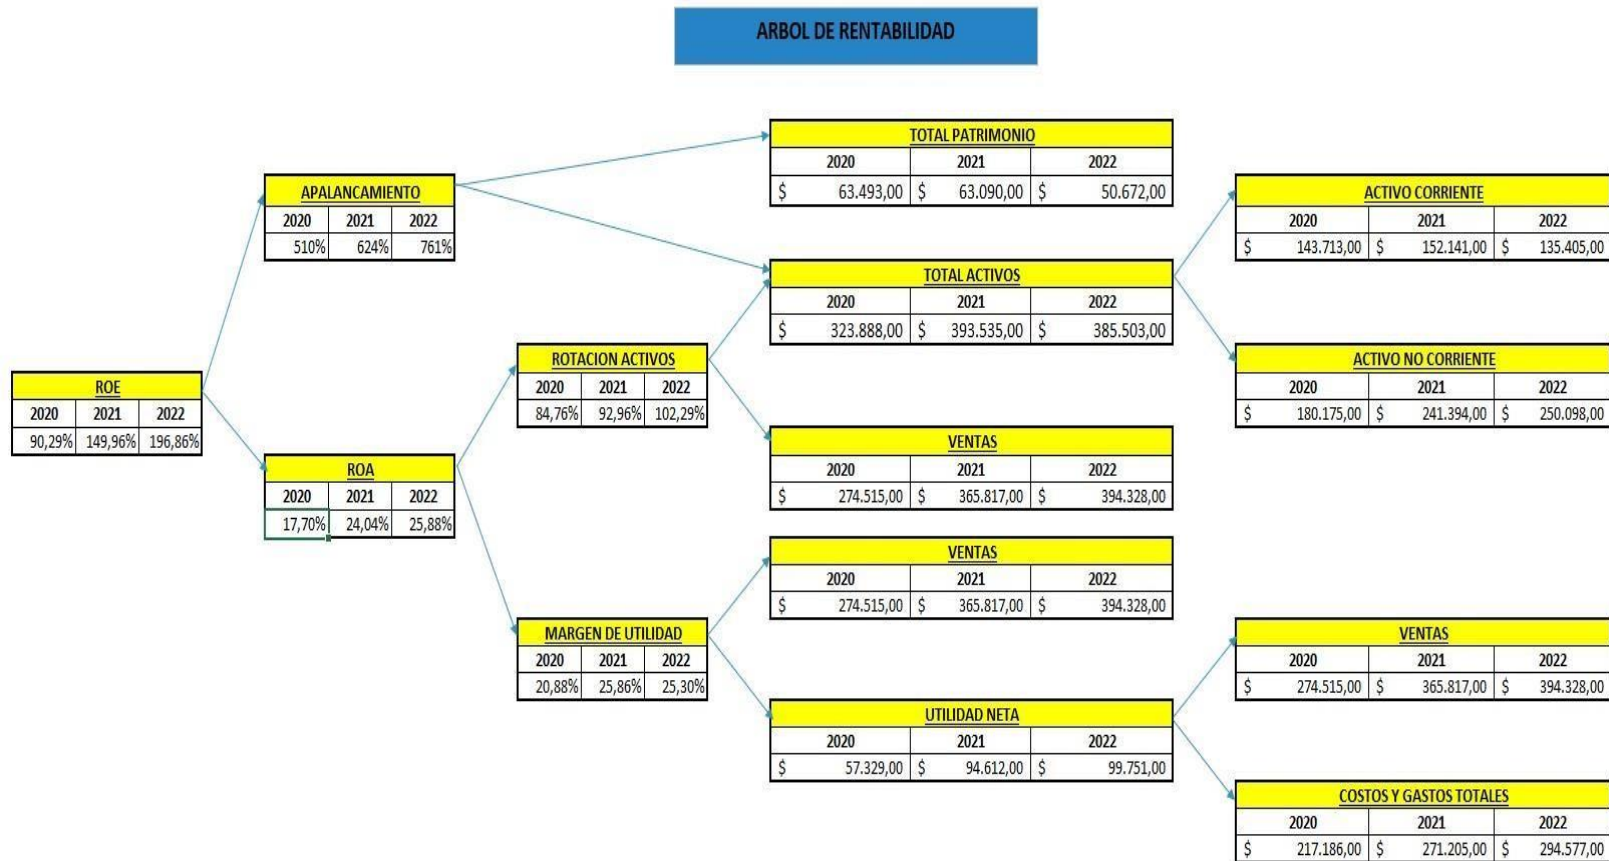 ARBOL DE RENTABILIDAD
TOTAL PATRIMONIO
2020 2021 2022
$ 63.493,00 $ 63.090,00 $ 50.672,00
APALANCAMIENTO
2020 2021 2022
510% 624% 761%
ACTIVO CORRIENTE
2020 2021 2022
$ 143.713,00 $ 152.141,00 $ 135.405,00
TOTAL ACTIVOS
2020 2021 2022
$ 323.888,00 $ 393.535,00 $ 385.503,00
ROTACION ACTIVOS
2020 2021 2022
84,76% 92,96% 102,29%
ACTIVO NO CORRIENTE
2020 2021 2022
$ 180.175,00 $ 241.394,00 $ 250.098,00
ROE
2020 2021 2022
90,29% 149,96% 196,86%
VENTAS
2020 2021 2022
$ 274.515,00 $ 365.817,00 $ 394.328,00
ROA
2020 2021 2022
17,70% 24,04% 25,88%
VENTAS
2020 2021 2022
$ 274.515,00 $ 365.817,00 $ 394.328,00
MARGEN DE UTILIDAD
2020 2021 2022
20,88% 25,86% 25,30%
VENTAS
2020 2021 2022
$ 274.515,00 $ 365.817,00 $ 394.328,00
UTILIDAD NETA
2020 2021 2022
$ 57.329,00 $ 94.612,00 $ 99.751,00
COSTOS Y GASTOS TOTALES
2020 2021 2022
$ 217.186,00 $ 271.205,00 $ 294.577,00